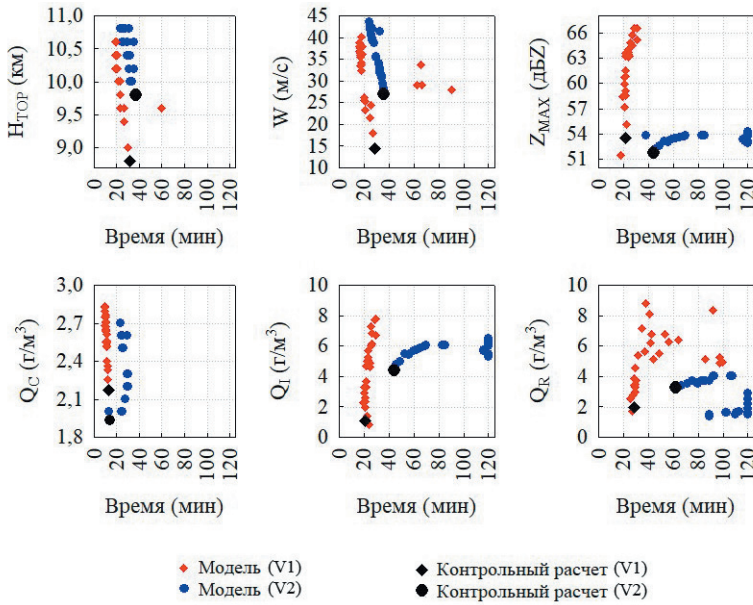 H_TOP (км)
11,0
10,5
10,0
9,5
9,0
0 20 40 60 80 100 120
Время (мин)
W (м/с)
45
40
35
30
25
20
15
10
0 20 40 60 80 100 120
Время (мин)
Z_MAX (дБZ)
66
63
60
57
54
51
0 20 40 60 80 100 120
Время (мин)
Q_C (г/м³)
3,0
2,7
2,4
2,1
1,8
0 20 40 60 80 100 120
Время (мин)
Q_I (г/м³)
10
8
6
4
2
0
0 20 40 60 80 100 120
Время (мин)
Q_R (г/м³)
10
8
6
4
2
0
0 20 40 60 80 100 120
Время (мин)
Модель (V1)
Модель (V2)
Контрольный расчет (V1)
Контрольный расчет (V2)